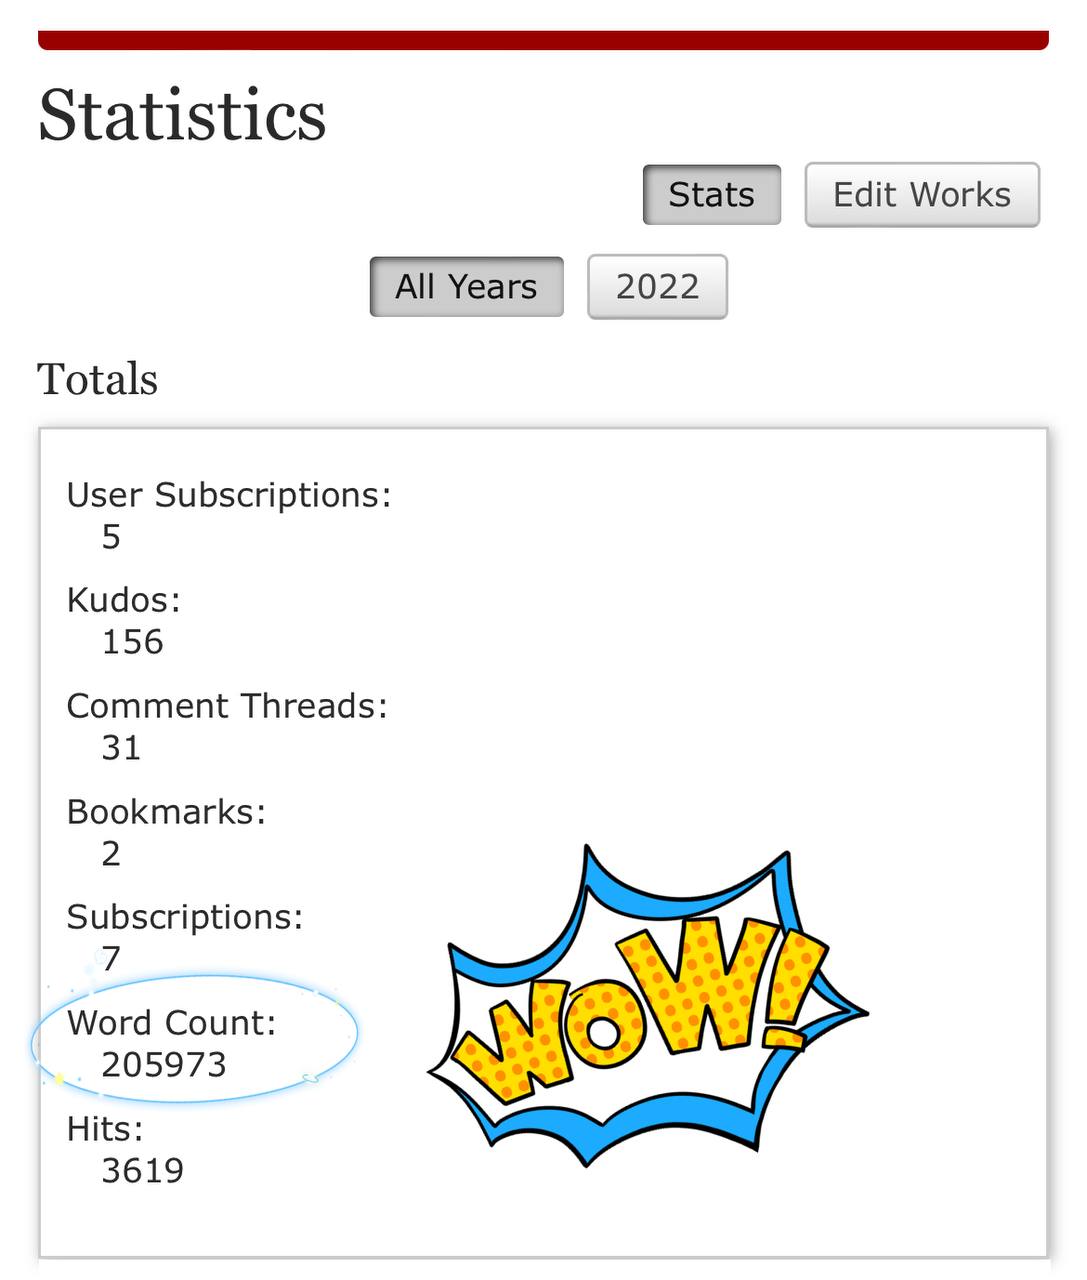 Statistics
Stats
Edit Works
All Years
2022
Totals
User Subscriptions:
5
Kudos:
156
Comment Threads:
31
Bookmarks:
2
Subscriptions:
7
Word Count:
205973
Hits:
3619
WOW!